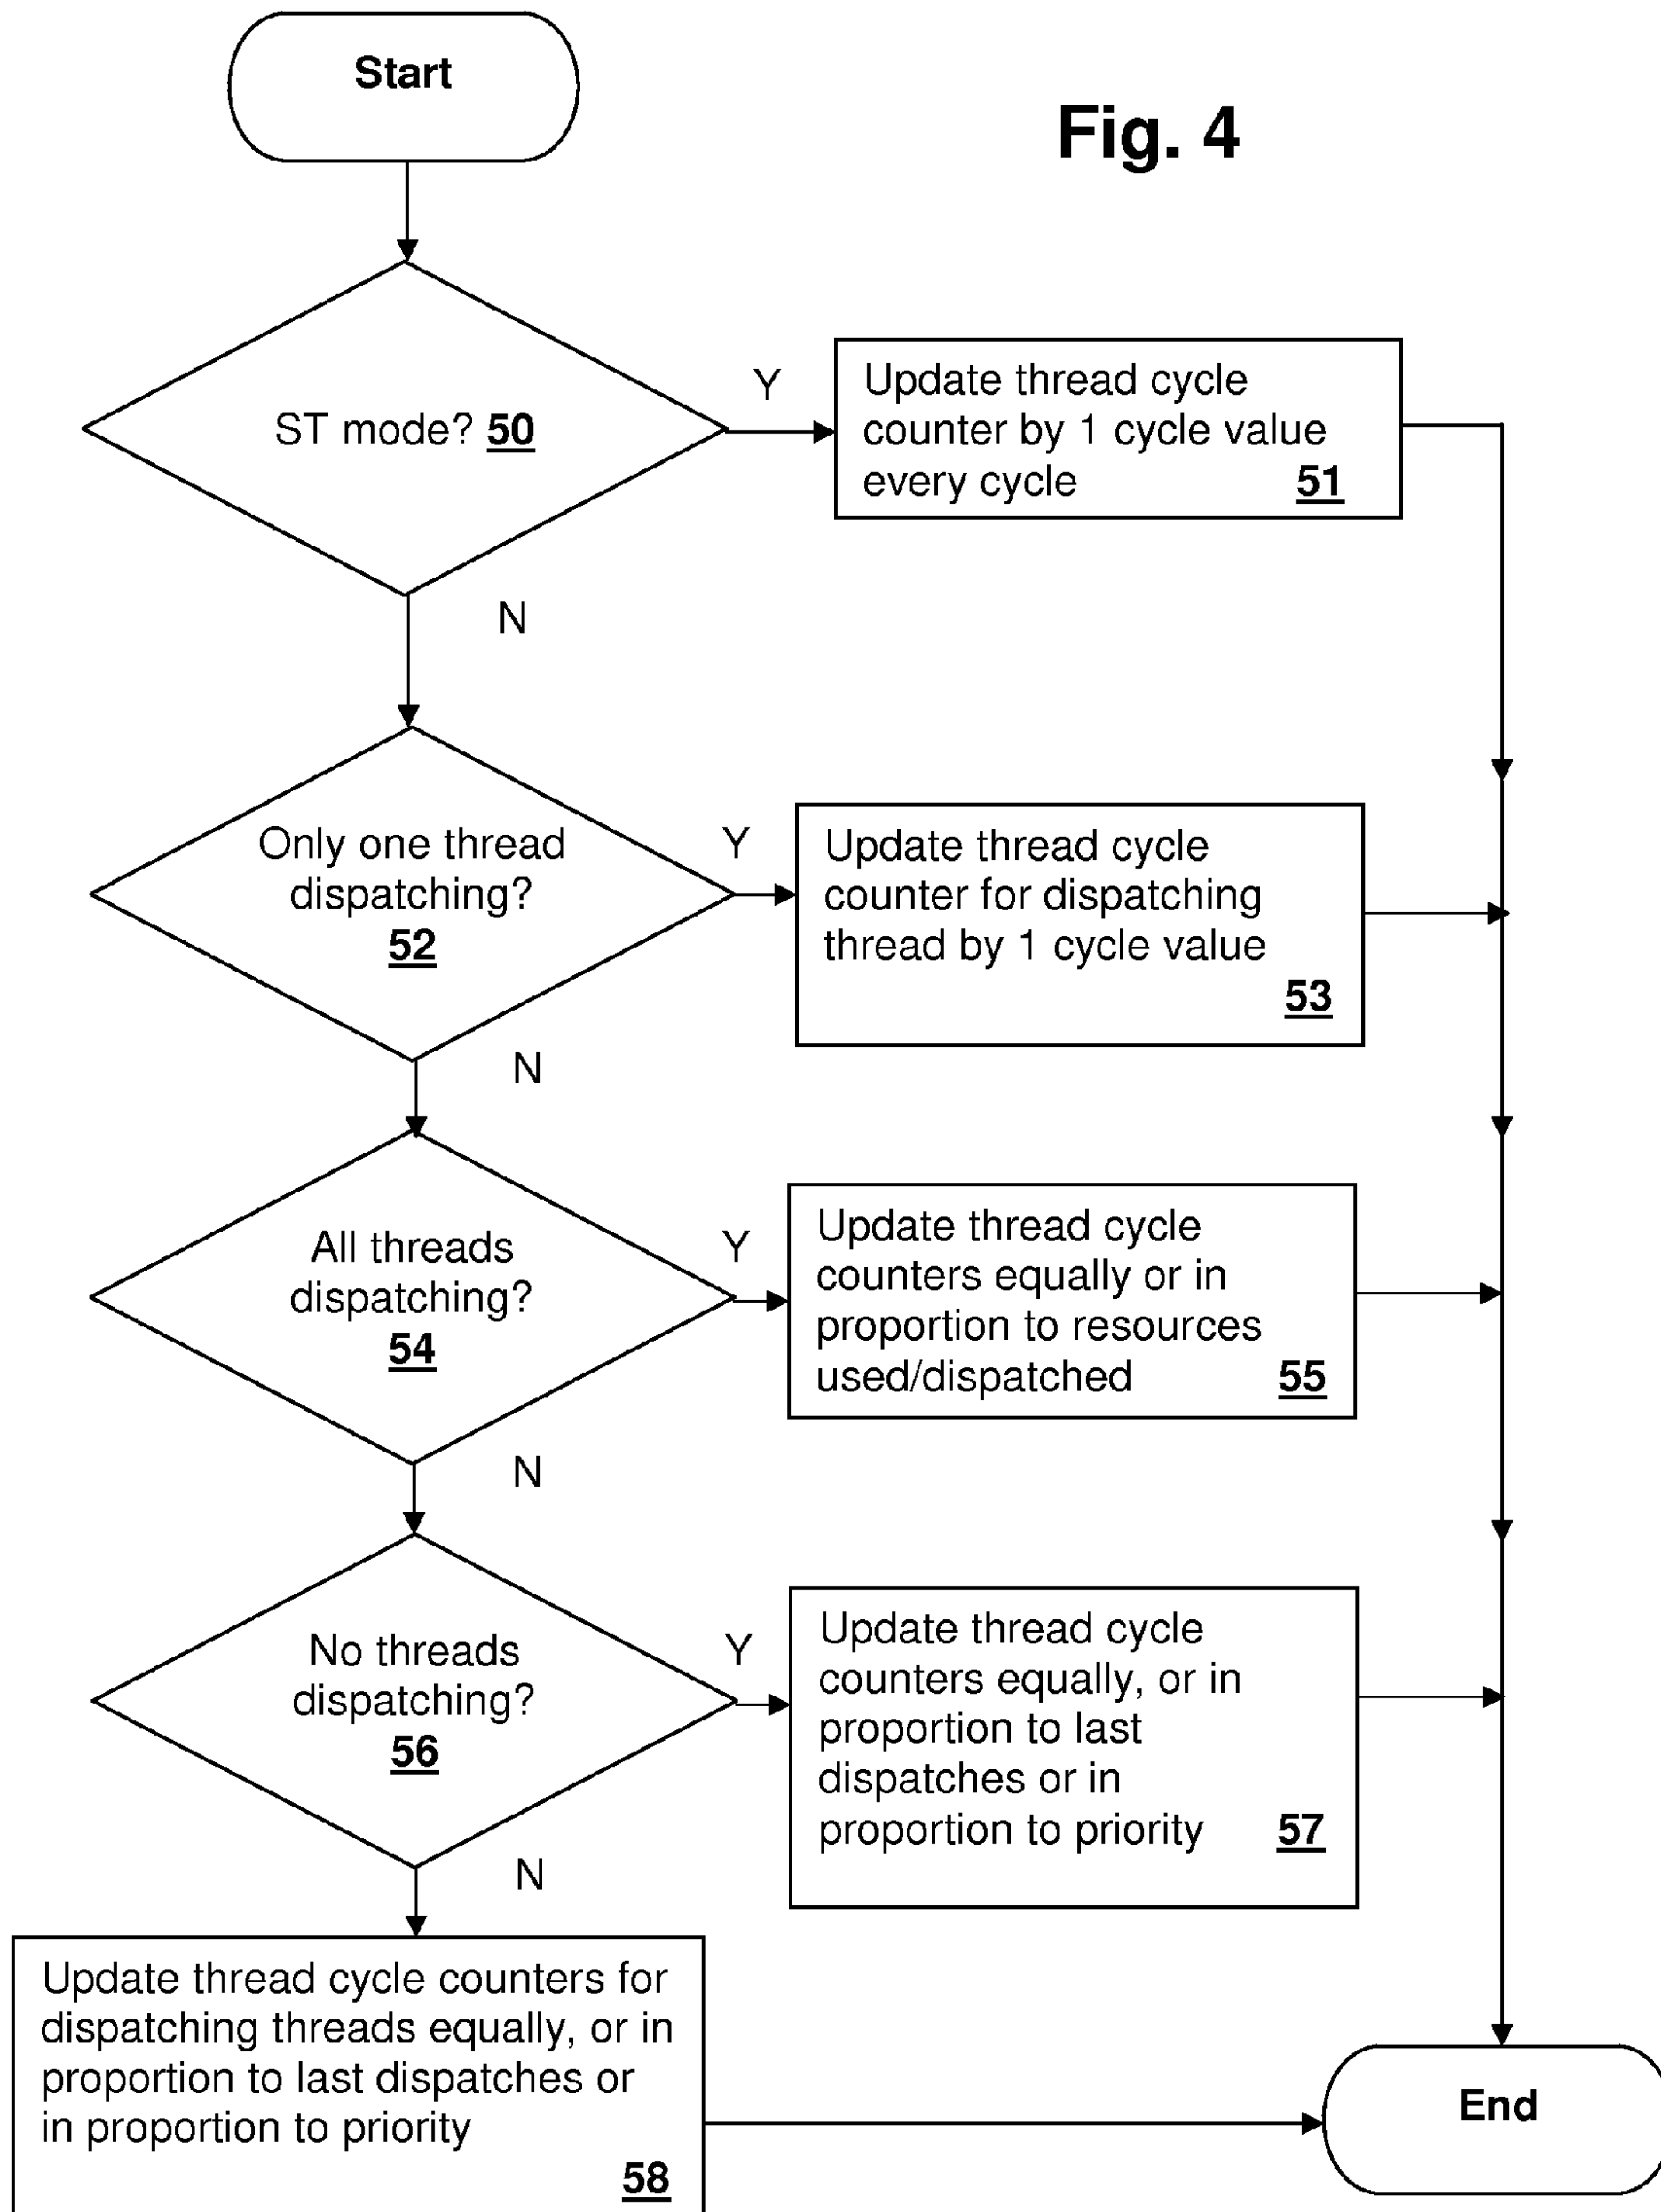 Start
Fig. 4
ST mode? 50
Y
Update thread cycle
counter by 1 cycle value
every cycle 51
N
Only one thread
dispatching?
52
Y
Update thread cycle
counter for dispatching
thread by 1 cycle value
53
N
All threads
dispatching?
54
Y
Update thread cycle
counters equally or in
proportion to resources
used/dispatched 55
N
No threads
dispatching?
56
Y
Update thread cycle
counters equally, or in
proportion to last
dispatches or in
proportion to priority 57
N
Update thread cycle counters for
dispatching threads equally, or in
proportion to last dispatches or
in proportion to priority
58
End